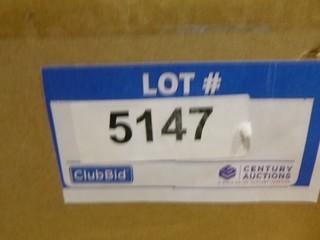 LOT #
5147
ClubBid
CENTURY
AUCTIONS